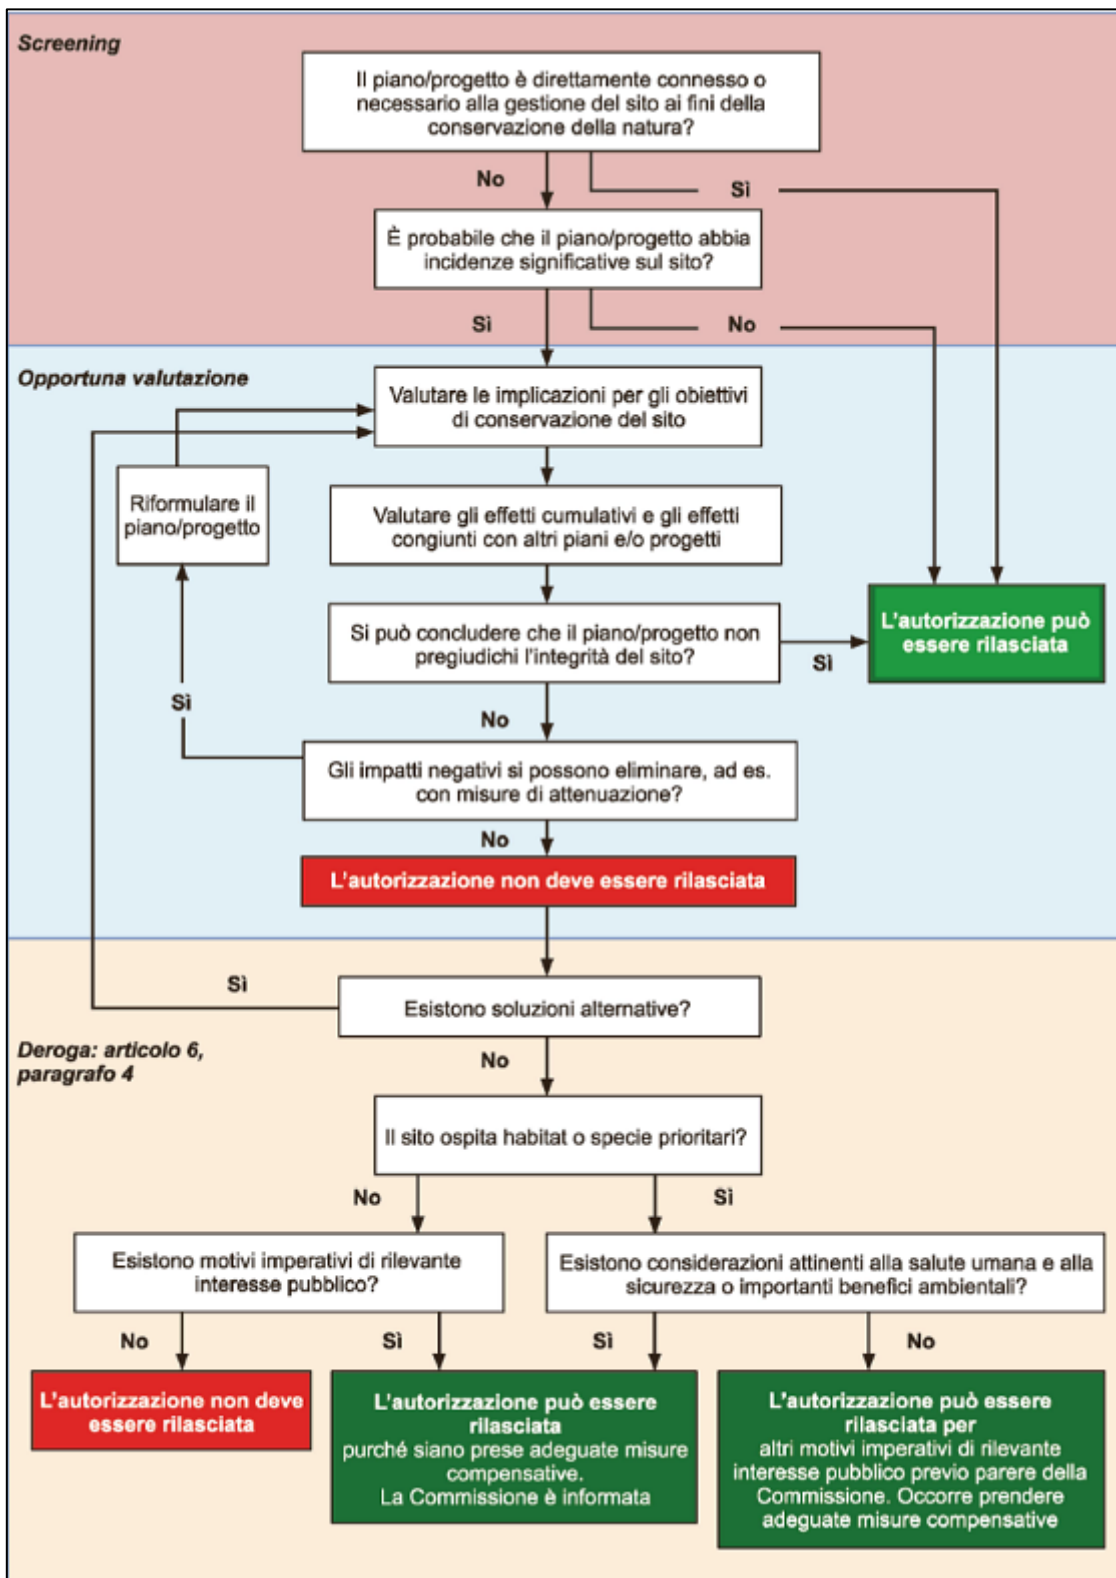 Screening
Il piano/progetto è direttamente connesso o
necessario alla gestione del sito ai fini della
conservazione della natura?
No
Sì
È probabile che il piano/progetto abbia
incidenze significative sul sito?
Sì
No
Opportuna valutazione
Valutare le implicazioni per gli obiettivi
di conservazione del sito
Riformulare il
piano/progetto
Valutare gli effetti cumulativi e gli effetti
congiunti con altri piani e/o progetti
Si può concludere che il piano/progetto non
pregiudichi l'integrità del sito?
Sì
L'autorizzazione può
essere rilasciata
Sì
No
Gli impatti negativi si possono eliminare, ad es.
con misure di attenuazione?
No
L'autorizzazione non deve essere rilasciata
Sì
Esistono soluzioni alternative?
Deroga: articolo 6,
paragrafo 4
No
Il sito ospita habitat o specie prioritari?
No
Sì
Esistono motivi imperativi di rilevante
interesse pubblico?
Esistono considerazioni attinenti alla salute umana e alla
sicurezza o importanti benefici ambientali?
No
Sì
Sì
No
L'autorizzazione non deve
essere rilasciata
L'autorizzazione può essere
rilasciata
purché siano prese adeguate misure
compensative.
La Commissione è informata
L'autorizzazione può essere
rilasciata per
altri motivi imperativi di rilevante
interesse pubblico previo parere della
Commissione. Occorre prendere
adeguate misure compensative